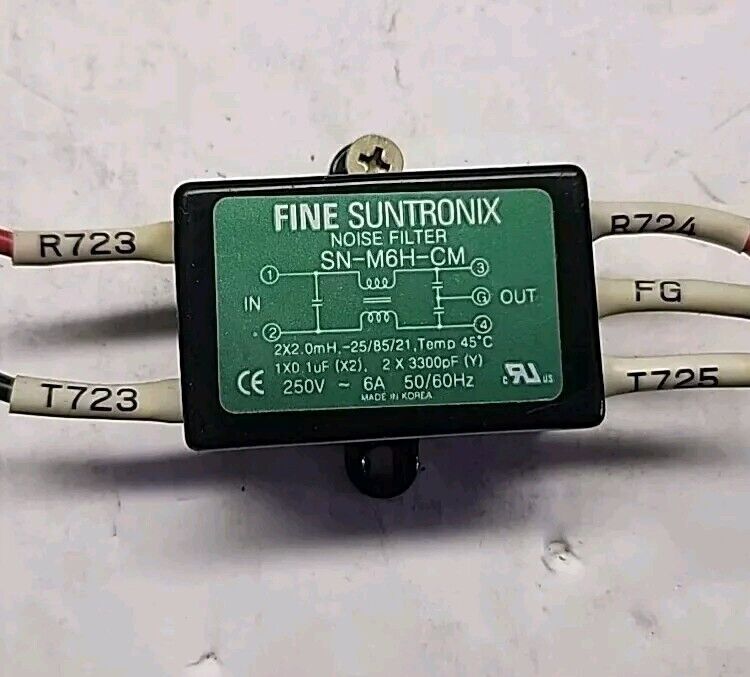 FINE SUNTRONIX
NOISE FILTER
SN-M6H-CM
R723
R724
1
3
IN
G
OUT
FG
2
4
2X2.0mH,-25/85/21,Temp 45°C
1X0.1uF (X2), 2 X 3300pF (Y)
T723
CE
250V ~ 6A 50/60Hz
c RU us
T725
MADE IN KOREA